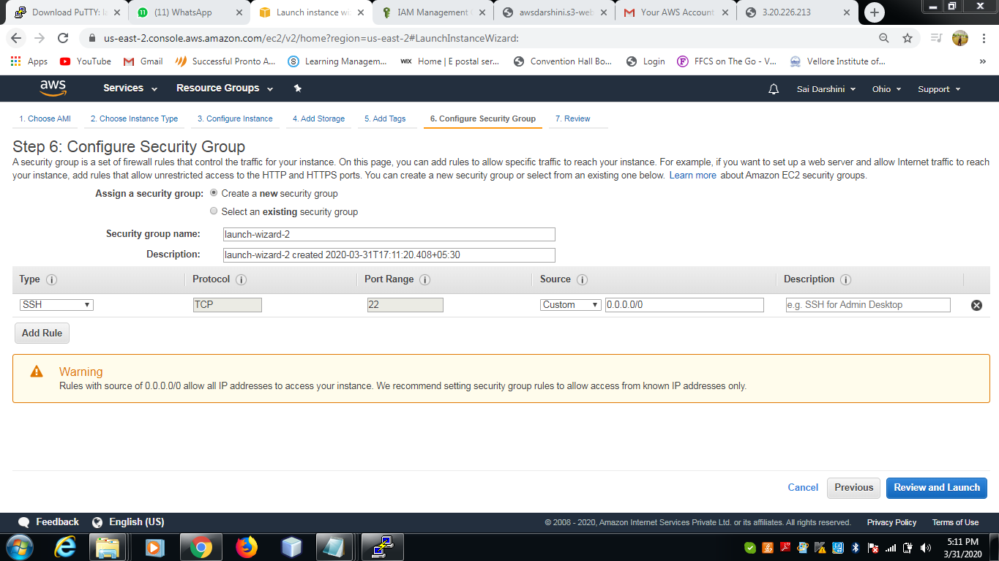 Download PuTTY: la
(11) WhatsApp
Launch instance wiz
IAM Management
awsdarshini.s3-web
Your AWS Account
3.20.226.213
us-east-2.console.aws.amazon.com/ec2/v2/home?region=us-east-2#LaunchInstanceWizard:
Apps YouTube Gmail Successful Pronto A... Learning Managem... WIX Home | E postal ser... Convention Hall Bo... Login FFCS on The Go - V... Vellore Institute of... »
aws Services Resource Groups Sai Darshini Ohio Support
1. Choose AMI 2. Choose Instance Type 3. Configure Instance 4. Add Storage 5. Add Tags 6. Configure Security Group 7. Review
Step 6: Configure Security Group
A security group is a set of firewall rules that control the traffic for your instance. On this page, you can add rules to allow specific traffic to reach your instance. For example, if you want to set up a web server and allow Internet traffic to reach
your instance, add rules that allow unrestricted access to the HTTP and HTTPS ports. You can create a new security group or select from an existing one below. Learn more about Amazon EC2 security groups.
Assign a security group: Create a new security group
Select an existing security group
Security group name: launch-wizard-2
Description: launch-wizard-2 created 2020-03-31T17:11:20.408+05:30
Type i Protocol i Port Range i Source i Description i
SSH TCP 22 Custom 0.0.0.0/0 e.g. SSH for Admin Desktop
Add Rule
Warning
Rules with source of 0.0.0.0/0 allow all IP addresses to access your instance. We recommend setting security group rules to allow access from known IP addresses only.
Cancel Previous Review and Launch
Feedback English (US) © 2008 - 2020, Amazon Internet Services Private Ltd. or its affiliates. All rights reserved. Privacy Policy Terms of Use
5:11 PM
3/31/2020